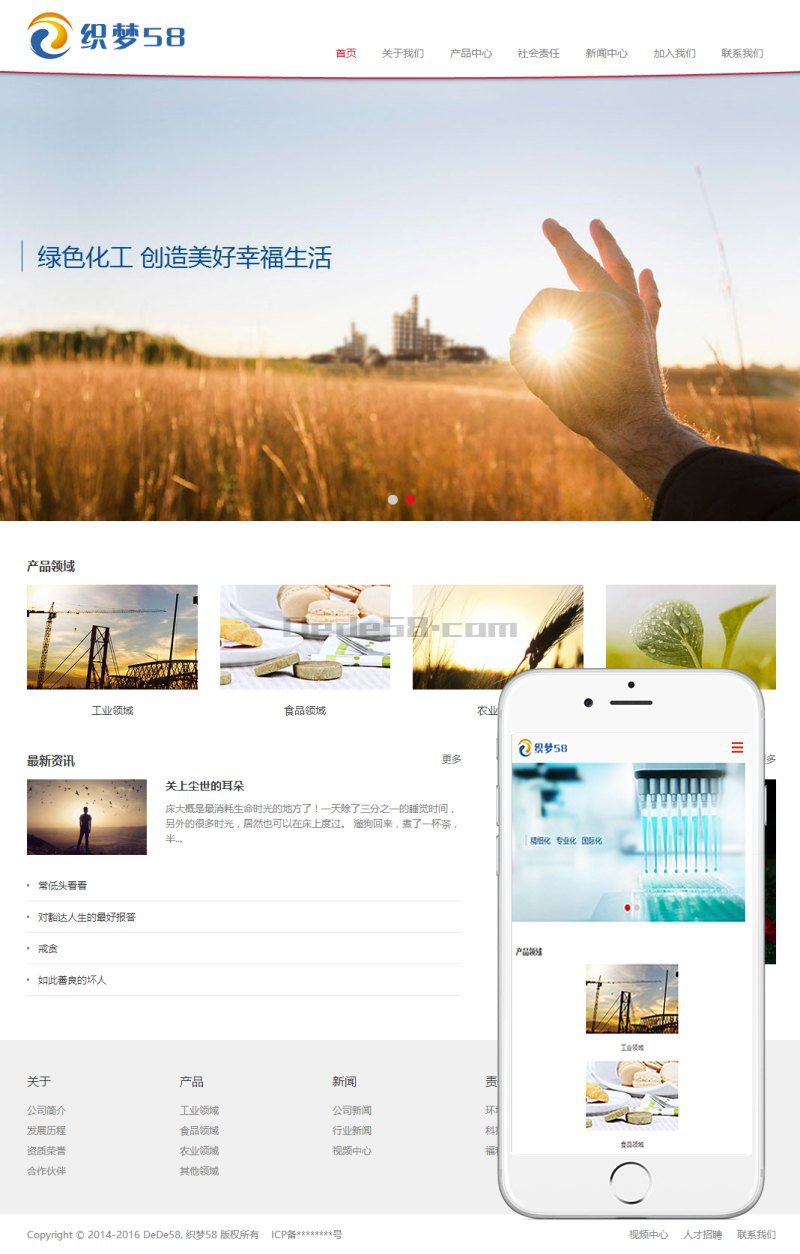 织梦58
首页 关于我们 产品中心 社会责任 新闻中心 加入我们 联系我们
绿色化工 创造美好幸福生活
产品领域
Dede58.com
工业领域 食品领域 农业
最新资讯 更多
关上尘世的耳朵
床大概是最消耗生命时光的地方了！一天除了三分之一的睡觉时间，
另外的很多时光，居然也可以在床上度过。 溜狗回来，煮了一杯茶，
半...
常低头看看
对豁达人生的最好报答
戒贪
如此善良的坏人
织梦58
精细化 专业化 国际化
产品领域
工业领域
食品领域
关于 产品 新闻
公司简介 工业领域 公司新闻
发展历程 食品领域 行业新闻
资质荣誉 农业领域 视频中心
合作伙伴 其他领域
Copyright © 2014-2016 DeDe58. 织梦58 版权所有 ICP备********号
视频中心 人才招聘 联系我们